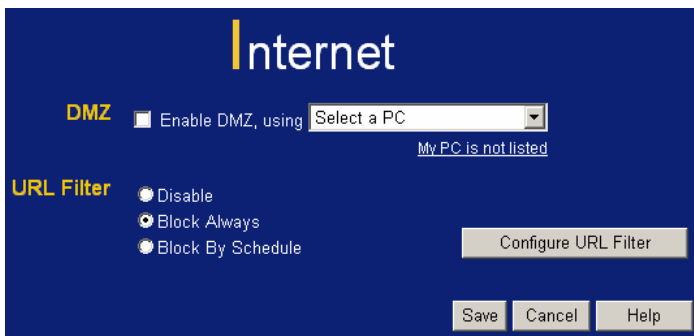 Internet
DMZ Enable DMZ, using Select a PC
My PC is not listed
URL Filter
Disable
Block Always
Block By Schedule
Configure URL Filter
Save Cancel Help